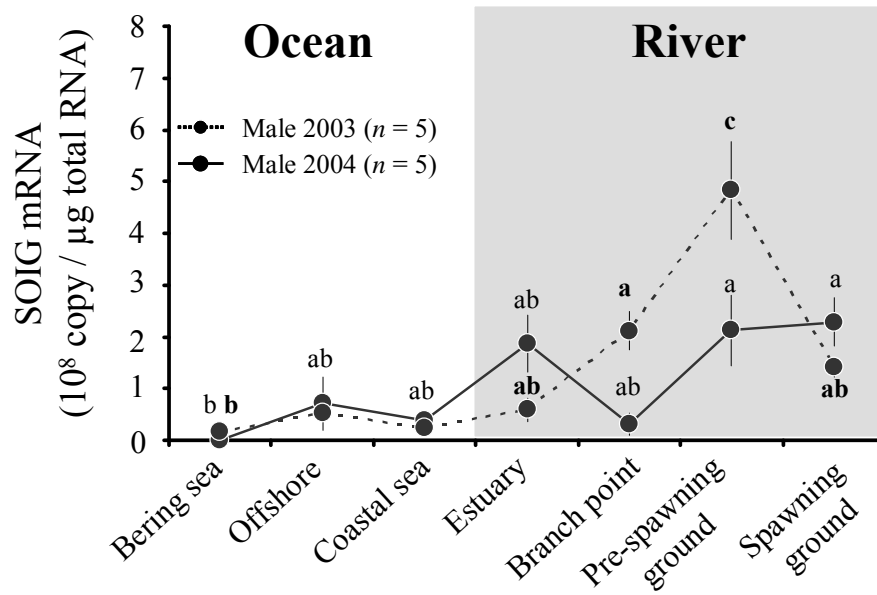 Ocean River
SOIG mRNA
(10⁸ copy / µg total RNA)
8
7
6
5
4
3
2
1
0
Male 2003 (n = 5)
Male 2004 (n = 5)
b b
ab
ab
ab
ab
a
ab
c
a
a
ab
Bering sea
Offshore
Coastal sea
Estuary
Branch point
Pre-spawning
ground
Spawning
ground